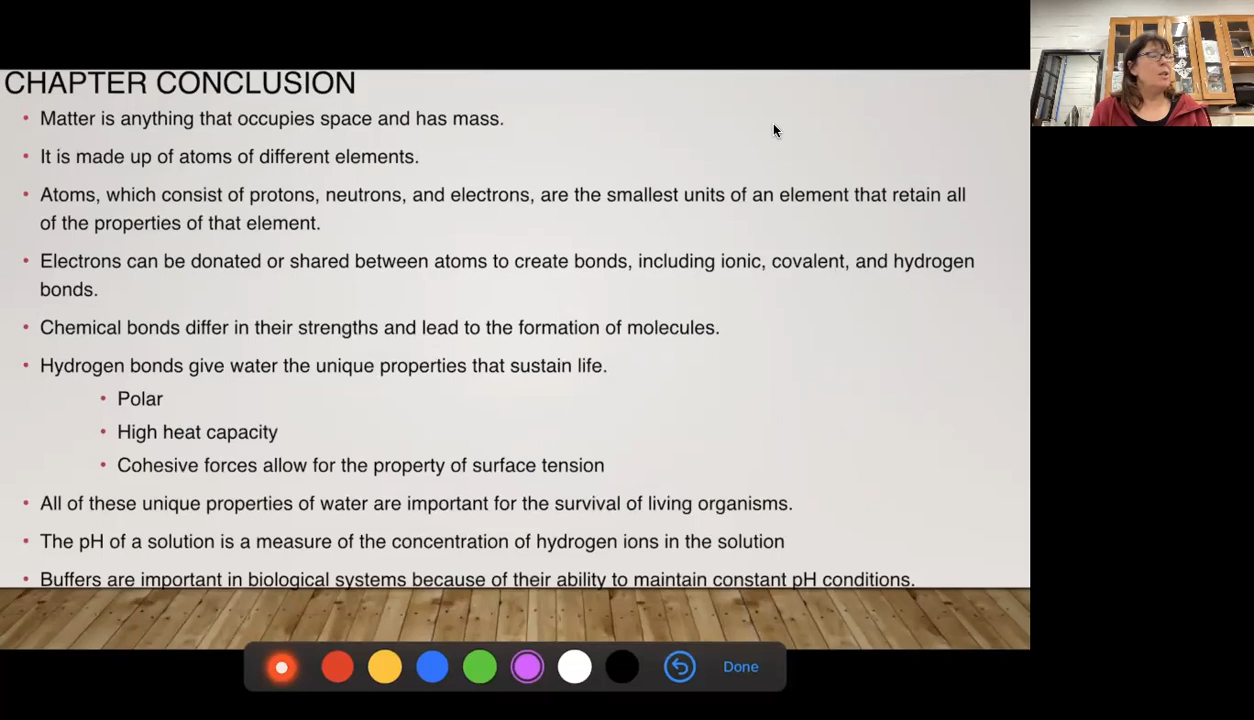 CHAPTER CONCLUSION
• Matter is anything that occupies space and has mass.
• It is made up of atoms of different elements.
• Atoms, which consist of protons, neutrons, and electrons, are the smallest units of an element that retain all
of the properties of that element.
• Electrons can be donated or shared between atoms to create bonds, including ionic, covalent, and hydrogen
bonds.
• Chemical bonds differ in their strengths and lead to the formation of molecules.
• Hydrogen bonds give water the unique properties that sustain life.
• Polar
• High heat capacity
• Cohesive forces allow for the property of surface tension
• All of these unique properties of water are important for the survival of living organisms.
• The pH of a solution is a measure of the concentration of hydrogen ions in the solution
• Buffers are important in biological systems because of their ability to maintain constant pH conditions.
Done